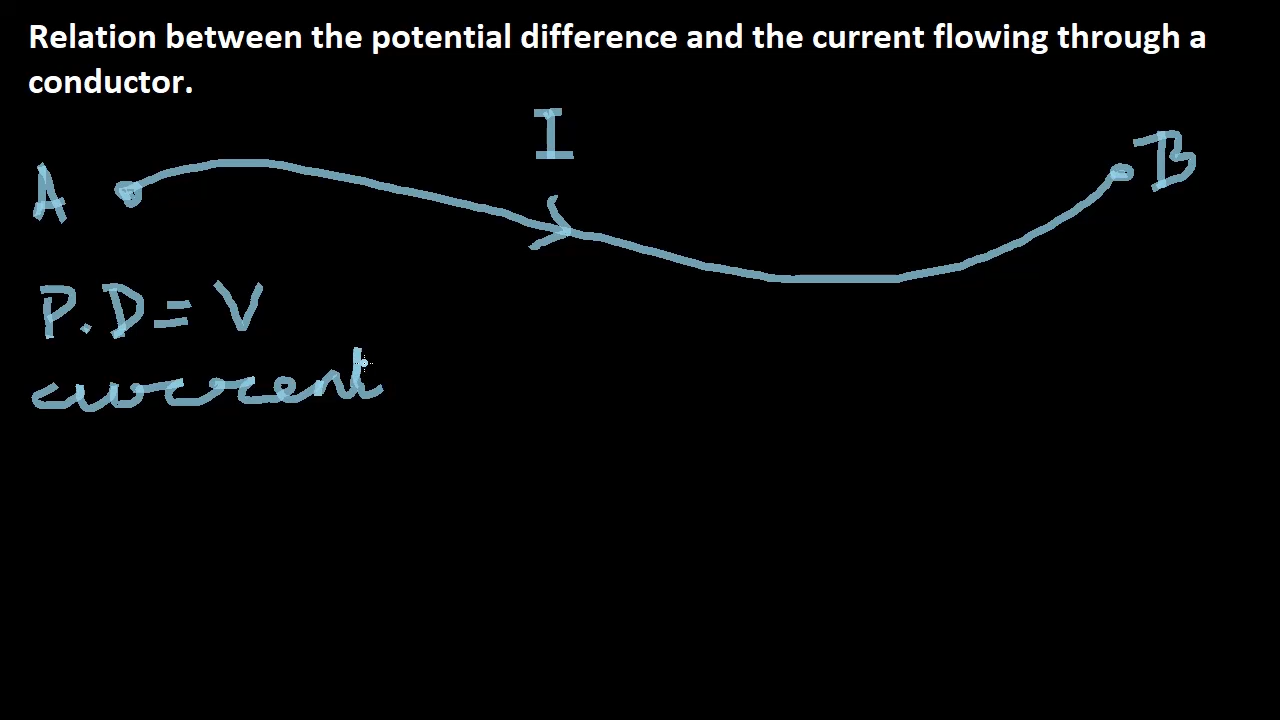 Relation between the potential difference and the current flowing through a
conductor.
I
A
B
P.D = V
current